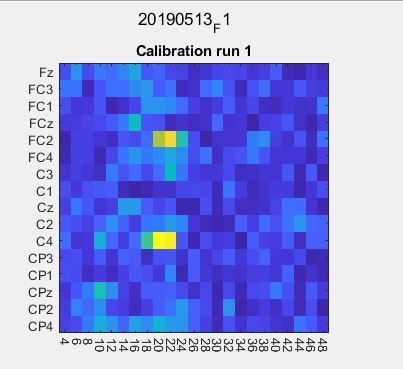 20190513_F1
Calibration run 1
Fz
FC3
FC1
FCz
FC2
FC4
C3
C1
Cz
C2
C4
CP3
CP1
CPz
CP2
CP4
4 6 8 10 12 14 16 18 20 22 24 26 28 30 32 34 36 38 40 42 44 46 48